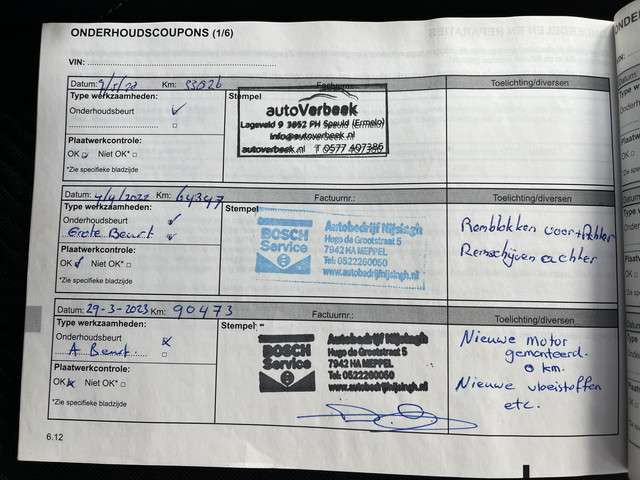 ONDERHOUDSCOUPONS (1/6)
VIN:
Datum: Km: Factuurnr.: Toelichting/diversen
Type werkzaamheden: Stempel
Onderhoudsbeurt
autoVerbeek
Lageveld 9 3852 PH Speuld (Ermelo)
info@autoverbeek.nl
autoverbeek.nl T 0577 407386
Plaatwerkcontrole:
OK Niet OK*
*Zie specifieke bladzijde
Datum: 4/4/2022 Km: 64347 Factuurnr.: Toelichting/diversen
Type werkzaamheden: Stempel
Onderhoudsbeurt
Grote Beurt
BOSCH
Service
Autobedrijf Nijsingh
Hugo de Grootstraat 5
7942 HA MEPPEL
Tel: 0522260050
www.autobedrijfnijsingh.nl
Remblokken voor+Achter
Remschijven achter
Plaatwerkcontrole:
OK Niet OK*
*Zie specifieke bladzijde
Datum: 29-3-2023 Km: 90473 Factuurnr.: Toelichting/diversen
Type werkzaamheden: Stempel
Onderhoudsbeurt
A Beurt
BOSCH
Service
Autobedrijf Nijsingh
Hugo de Grootstraat 5
7942 HA MEPPEL
Tel: 0522260050
www.autobedrijfnijsingh.nl
Nieuwe motor
gemonteerd.
0 km.
Nieuwe vloeistoffen
etc.
Plaatwerkcontrole:
OK Niet OK*
*Zie specifieke bladzijde
6.12